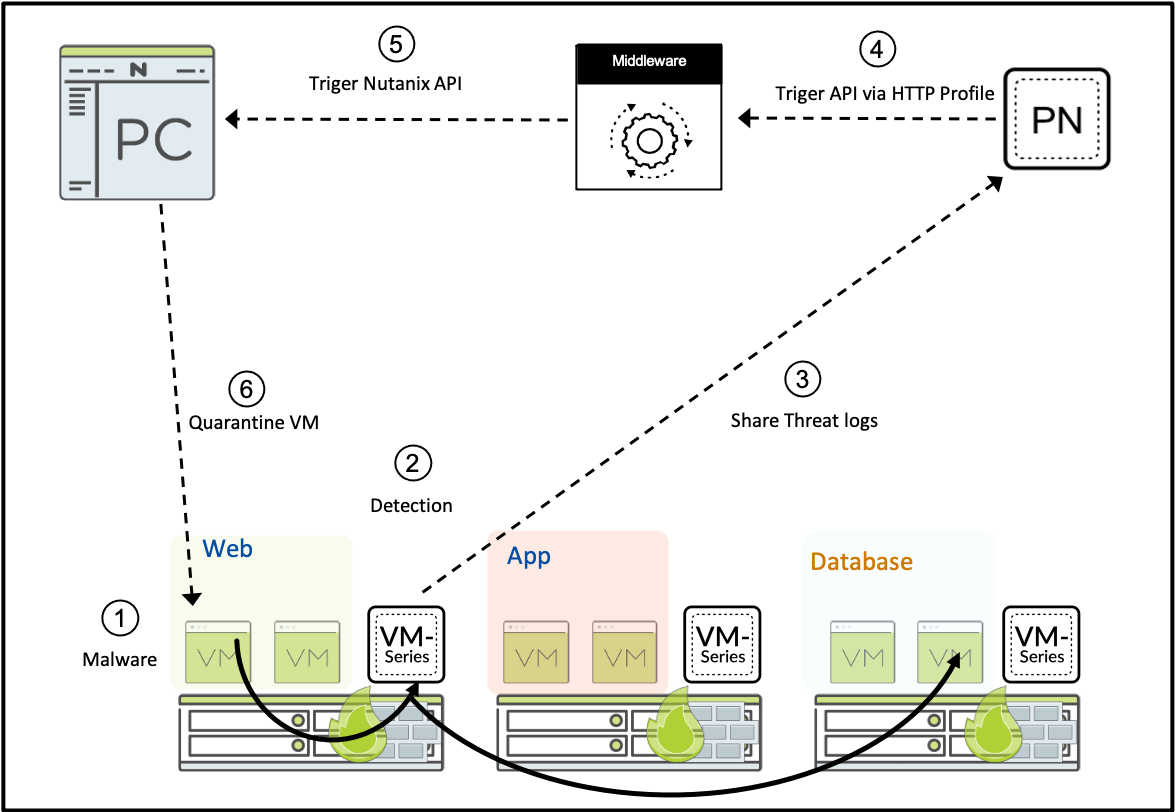 5
Triger Nutanix API
Middleware
4
Triger API via HTTP Profile
N
PC
PN
6
Quarantine VM
3
Share Threat logs
2
Detection
Web
App
Database
1
Malware
VM
VM
VM-
Series
VM
VM
VM-
Series
VM
VM
VM-
Series